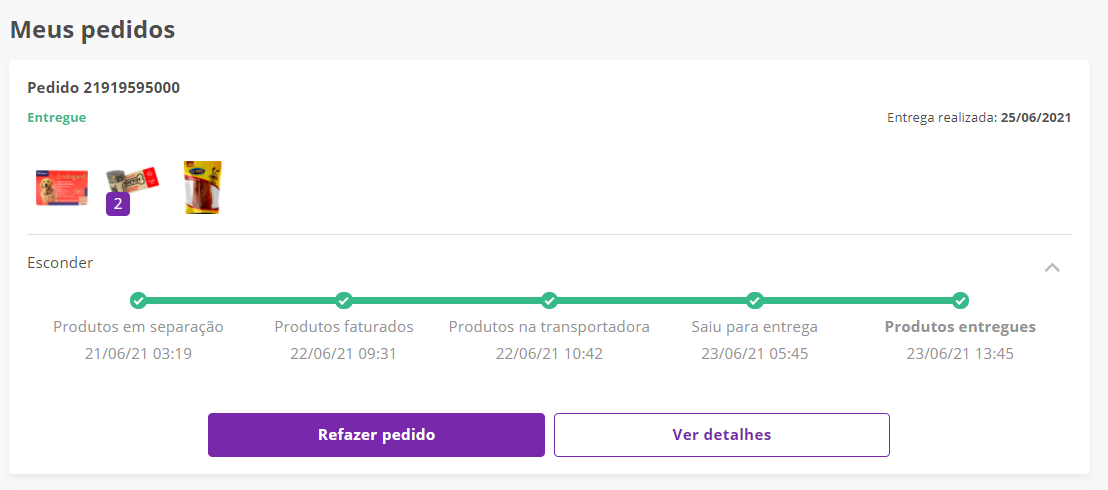 Meus pedidos
Pedido 21919595000
Entregue
Entrega realizada: 25/06/2021
2
Esconder
Produtos em separação
Produtos faturados
Produtos na transportadora
Saiu para entrega
Produtos entregues
21/06/21 03:19
22/06/21 09:31
22/06/21 10:42
23/06/21 05:45
23/06/21 13:45
Refazer pedido
Ver detalhes